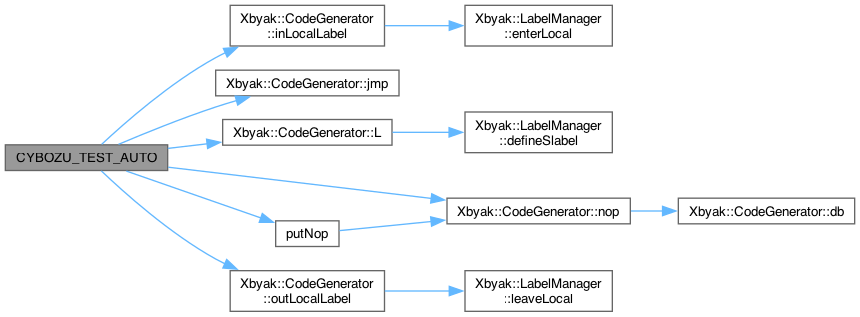 Xbyak::CodeGenerator
::inLocalLabel
Xbyak::LabelManager
::enterLocal
Xbyak::CodeGenerator::jmp
Xbyak::CodeGenerator::L
Xbyak::LabelManager
::defineSlabel
CYBOZU_TEST_AUTO
Xbyak::CodeGenerator::nop
Xbyak::CodeGenerator::db
putNop
Xbyak::CodeGenerator
::outLocalLabel
Xbyak::LabelManager
::leaveLocal